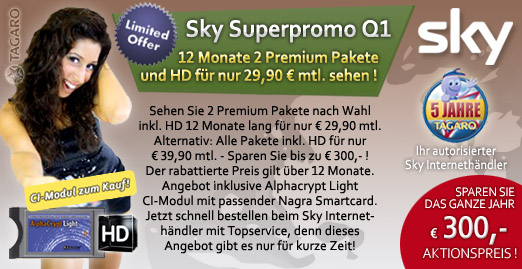 TAGARO
Limited
Offer
Sky Superpromo Q1
12 Monate 2 Premium Pakete
und HD für nur 29,90 € mtl. sehen !
sky
Sehen Sie 2 Premium Pakete nach Wahl
inkl. HD 12 Monate lang für nur € 29,90 mtl.
Alternativ: Alle Pakete inkl. HD für nur
€ 39,90 mtl. - Sparen Sie bis zu € 300,- !
Der rabattierte Preis gilt über 12 Monate.
Angebot inklusive Alphacrypt Light
CI-Modul mit passender Nagra Smartcard.
Jetzt schnell bestellen beim Sky Internet-
händler mit Topservice, denn dieses
Angebot gibt es nur für kurze Zeit!
5 JAHRE
TAGARO
Ihr autorisierter
Sky Internethändler
CI-Modul zum Kauf!
AlphaCrypt Light
HD
SPAREN SIE
DAS GANZE JAHR
€ 300,-
AKTIONSPREIS !